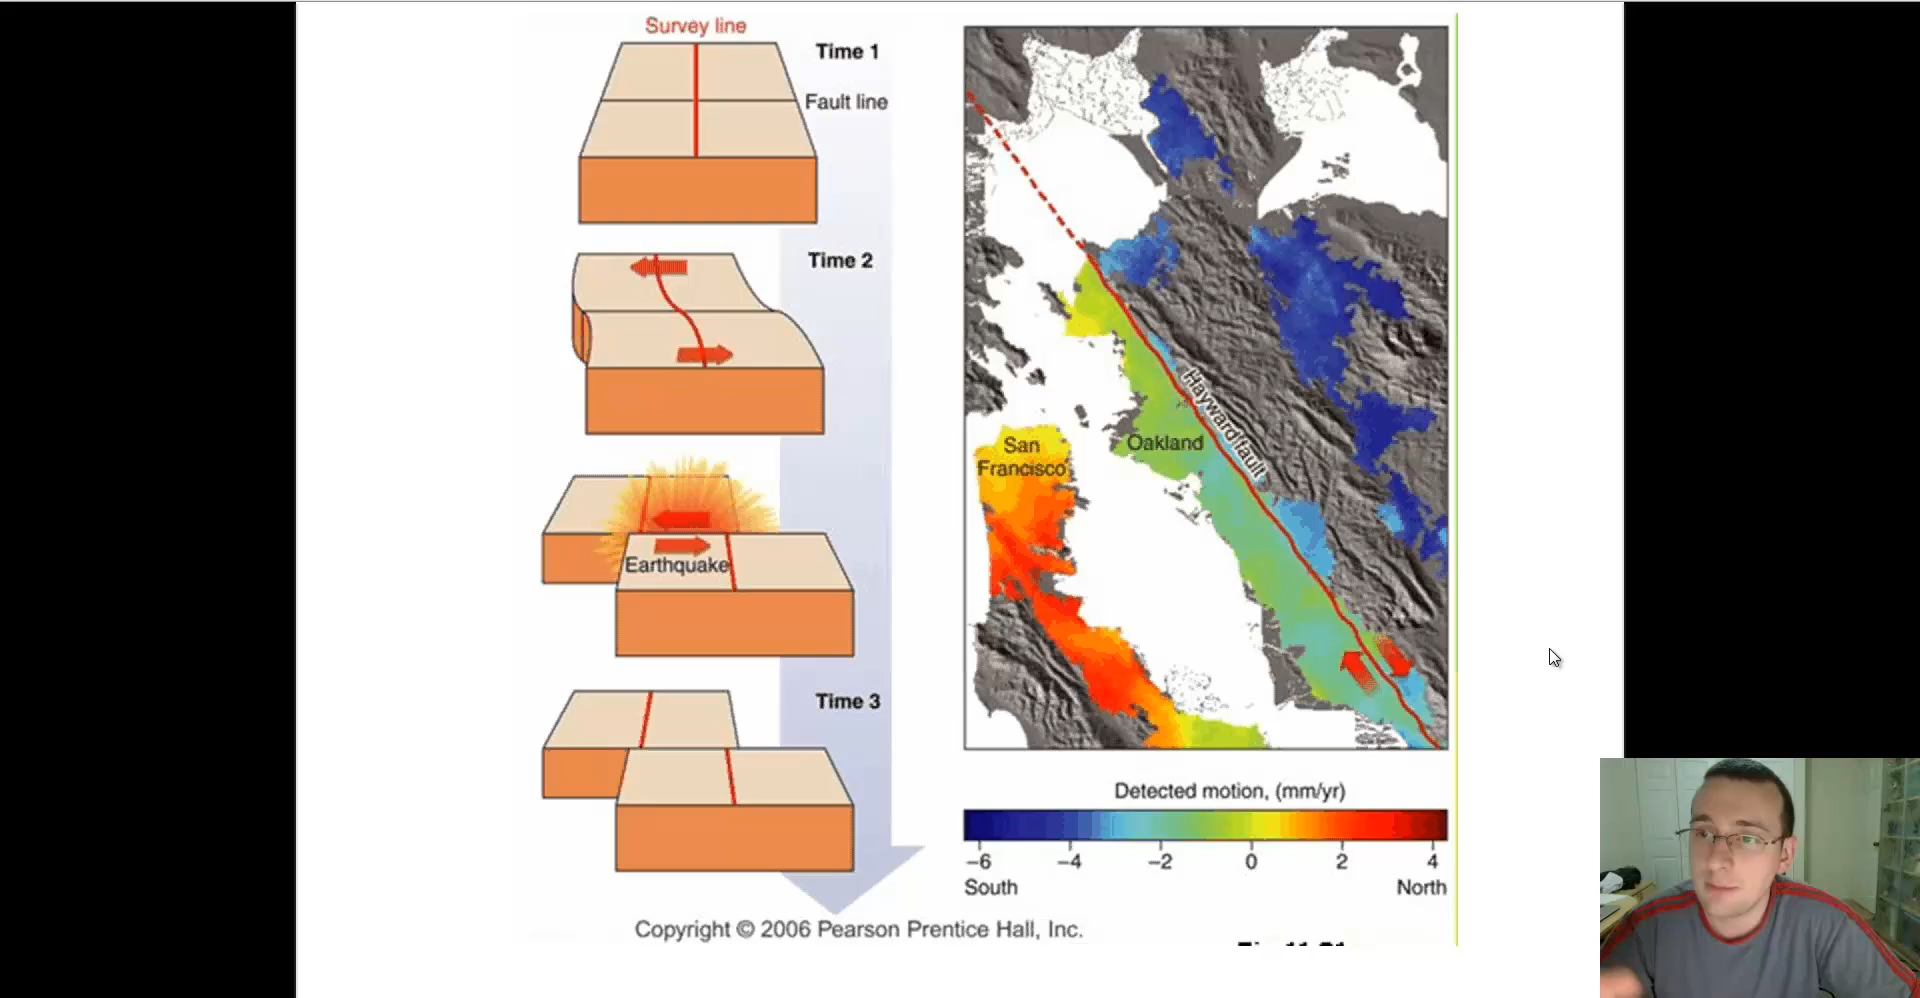 Survey line
Time 1
Fault line
Time 2
Earthquake
Time 3
San
Francisco
Oakland
Hayward fault
Detected motion, (mm/yr)
−6 −4 −2 0 2 4
South North
Copyright © 2006 Pearson Prentice Hall, Inc.